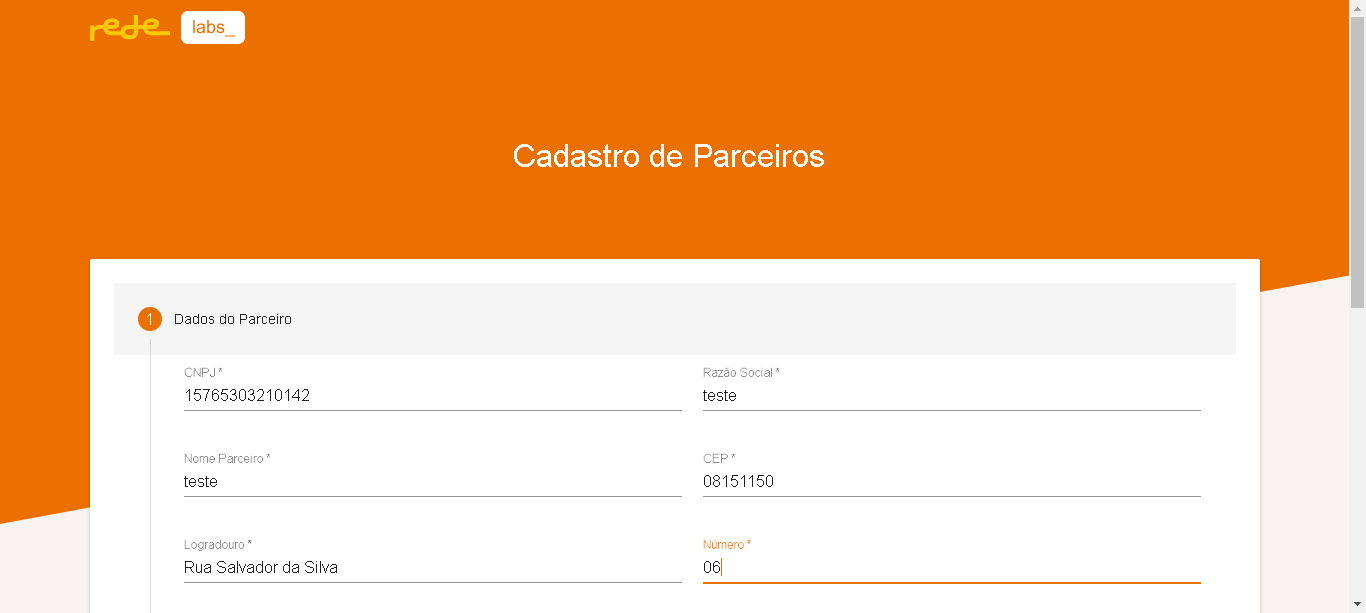 rede labs_
Cadastro de Parceiros
1 Dados do Parceiro
CNPJ * Razão Social *
15765303210142 teste
Nome Parceiro * CEP *
teste 08151150
Logradouro * Número *
Rua Salvador da Silva 06